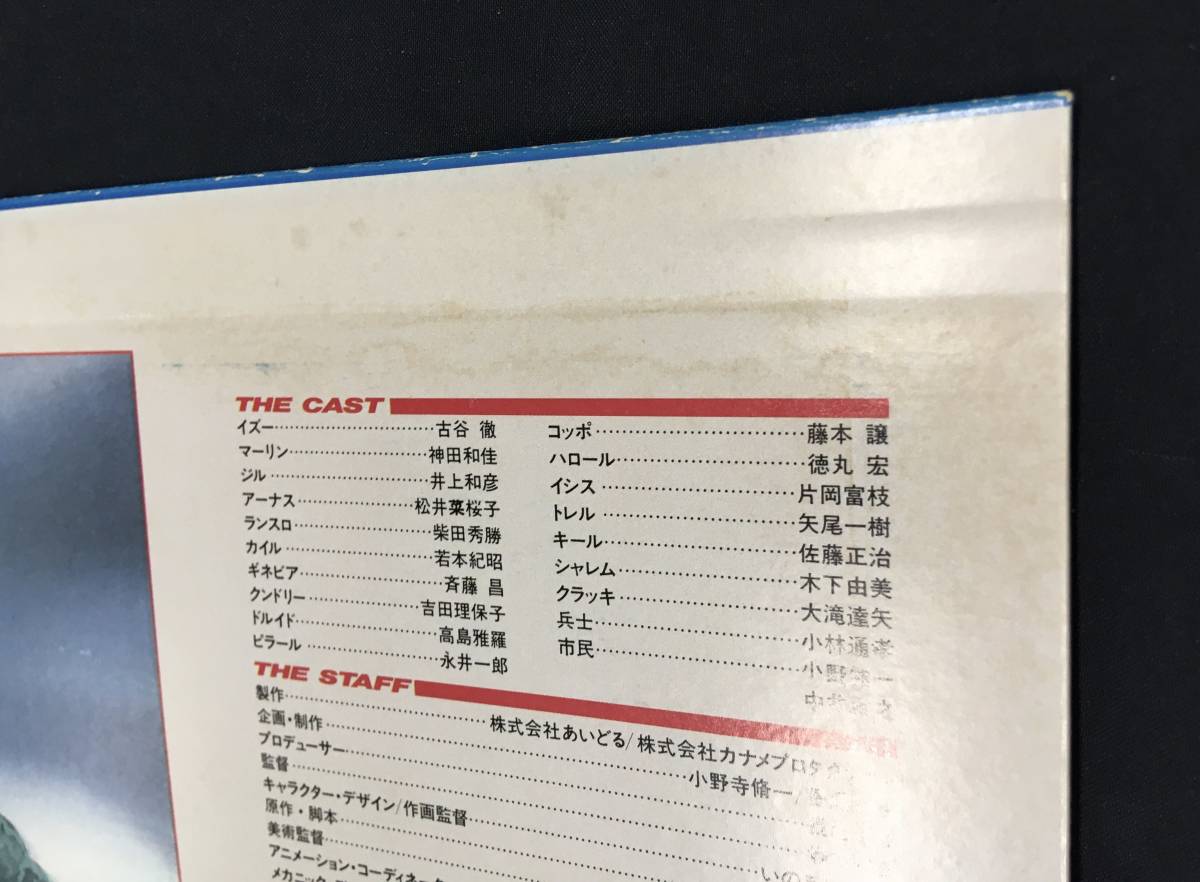 THE CAST
イズー……古谷 徹
マーリン……神田和佳
ジル……井上和彦
アーナス……松井菜桜子
ランスロ……柴田秀勝
カイル……若本紀昭
ギネビア……斉藤 昌
クンドリー……吉田理保子
ドルイド……高島雅羅
ピラール……永井一郎
コッポ……藤本 譲
ハロール……徳丸 宏
イシス……片岡富枝
トレル……矢尾一樹
キール……佐藤正治
シャレム……木下由美
クラッキ……大滝達矢
兵士……小林通孝
市民……
THE STAFF
製作……株式会社あいどる/株式会社カナメプロ
企画・制作……小野寺脩一/
プロデューサー……
監督……
キャラクター・デザイン/作画監督……いの
原作・脚本……
美術監督……
アニメーション・コーディネー
メカニック